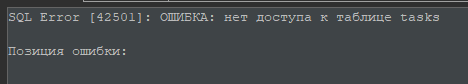 SQL Error [42501]: ОШИБКА: нет доступа к таблице tasks
Позиция ошибки: